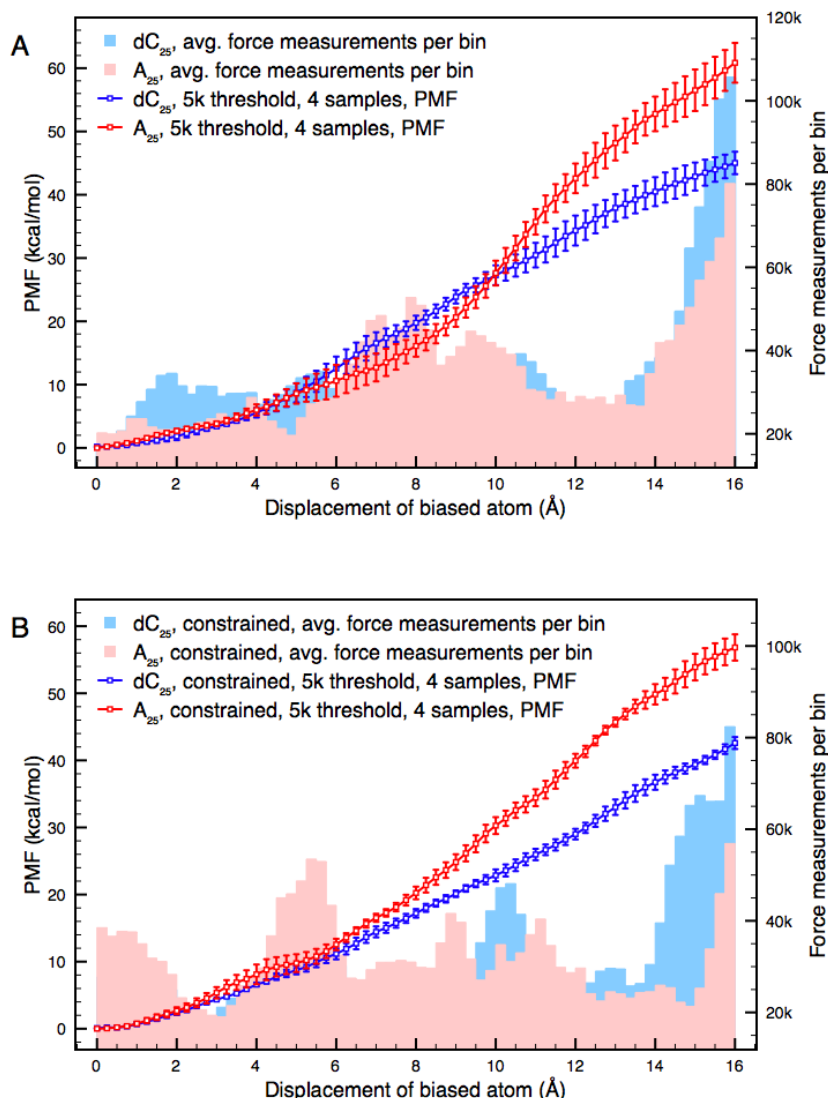 A
dC₂₅, avg. force measurements per bin
A₂₅, avg. force measurements per bin
dC₂₅, 5k threshold, 4 samples, PMF
A₂₅, 5k threshold, 4 samples, PMF
PMF (kcal/mol)
60
50
40
30
20
10
0
120k
100k
80k
60k
40k
20k
Force measurements per bin
0 2 4 6 8 10 12 14 16
Displacement of biased atom (Å)
B
dC₂₅, constrained, avg. force measurements per bin
A₂₅, constrained, avg. force measurements per bin
dC₂₅, constrained, 5k threshold, 4 samples, PMF
A₂₅, constrained, 5k threshold, 4 samples, PMF
PMF (kcal/mol)
60
50
40
30
20
10
0
100k
80k
60k
40k
20k
Force measurements per bin
0 2 4 6 8 10 12 14 16
Displacement of biased atom (Å)